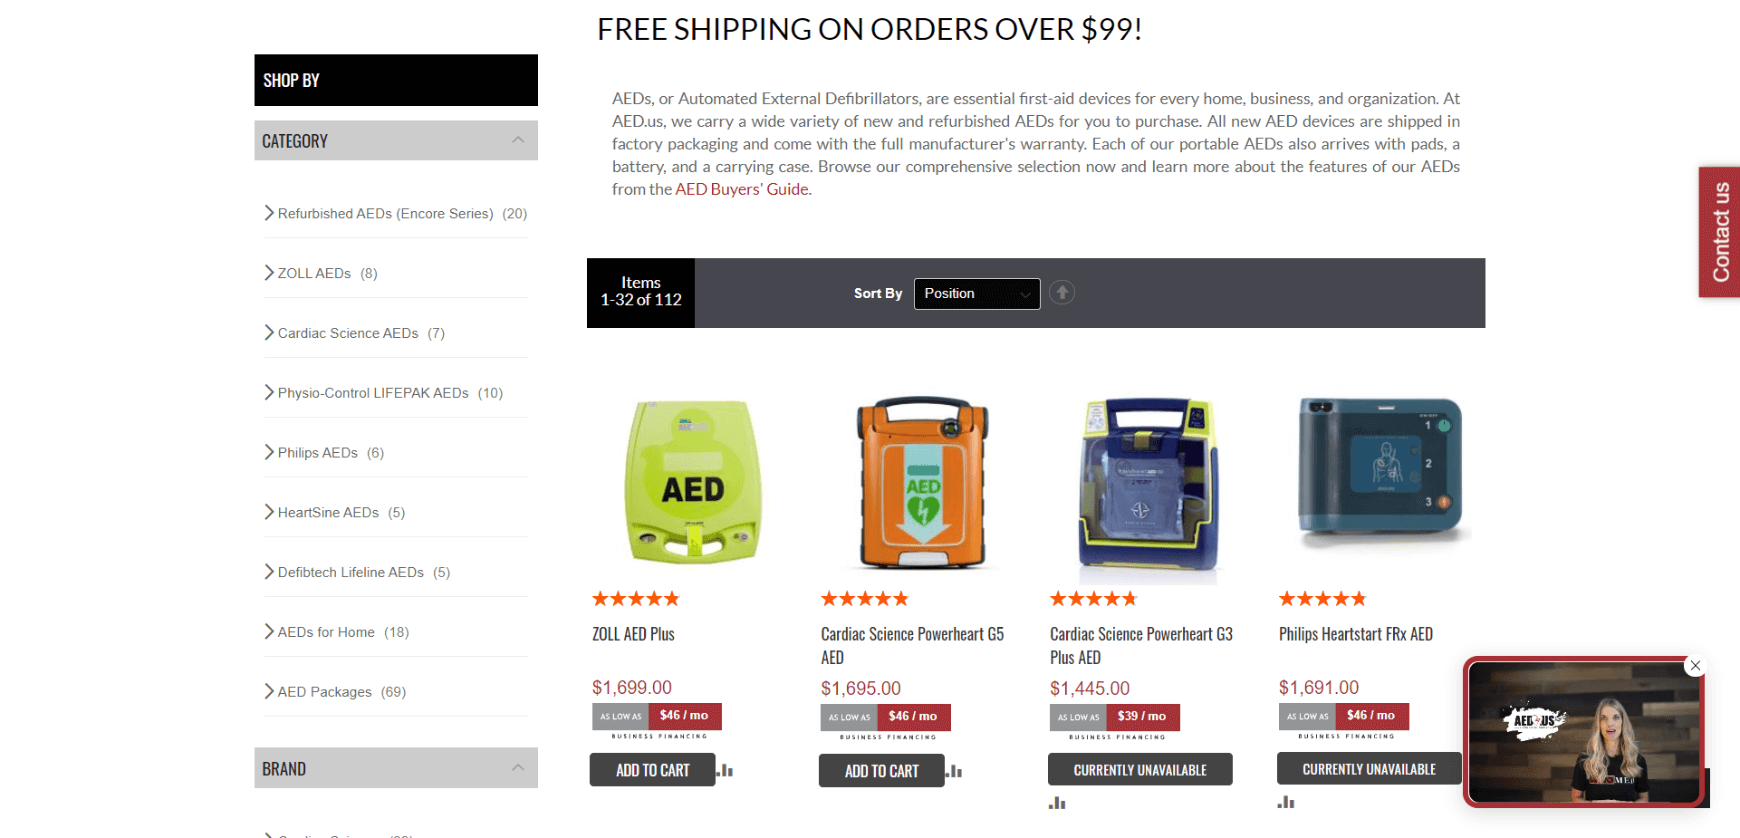 FREE SHIPPING ON ORDERS OVER $99!
SHOP BY
CATEGORY
Refurbished AEDs (Encore Series) (20)
ZOLL AEDs (8)
Cardiac Science AEDs (7)
Physio-Control LIFEPAK AEDs (10)
Philips AEDs (6)
HeartSine AEDs (5)
Defibtech Lifeline AEDs (5)
AEDs for Home (18)
AED Packages (69)
BRAND
AEDs, or Automated External Defibrillators, are essential first-aid devices for every home, business, and organization. At
AED.us, we carry a wide variety of new and refurbished AEDs for you to purchase. All new AED devices are shipped in
factory packaging and come with the full manufacturer's warranty. Each of our portable AEDs also arrives with pads, a
battery, and a carrying case. Browse our comprehensive selection now and learn more about the features of our AEDs
from the AED Buyers' Guide.
Items
1-32 of 112
Sort By Position
AED
ZOLL AED Plus
$1,699.00
AS LOW AS $46 / mo
BUSINESS FINANCING
ADD TO CART
AED
Cardiac Science Powerheart G5
AED
$1,695.00
AS LOW AS $46 / mo
BUSINESS FINANCING
ADD TO CART
Cardiac Science Powerheart G3
Plus AED
$1,445.00
AS LOW AS $39 / mo
BUSINESS FINANCING
CURRENTLY UNAVAILABLE
1
2
3
Philips Heartstart FRx AED
$1,691.00
AS LOW AS $46 / mo
BUSINESS FINANCING
CURRENTLY UNAVAILABLE
Contact us
AED US